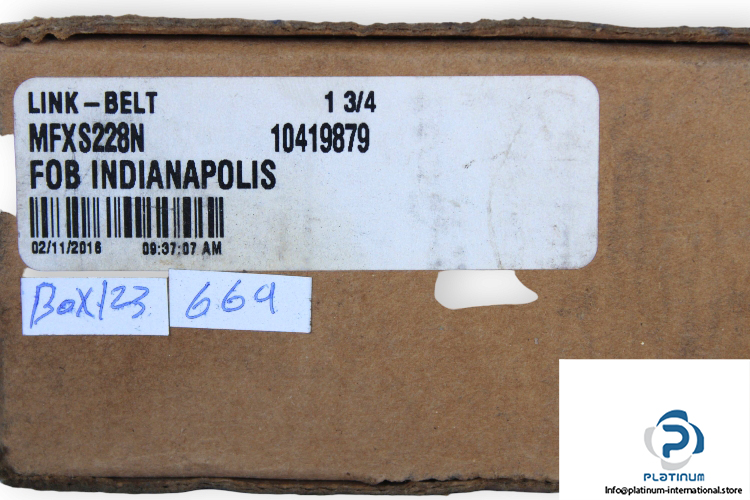 LINK-BELT 1 3/4
MFXS228N 10419879
FOB INDIANAPOLIS
02/11/2016 09:37:07 AM
Box123 669
PLATINUM
Info@platinum-international.store